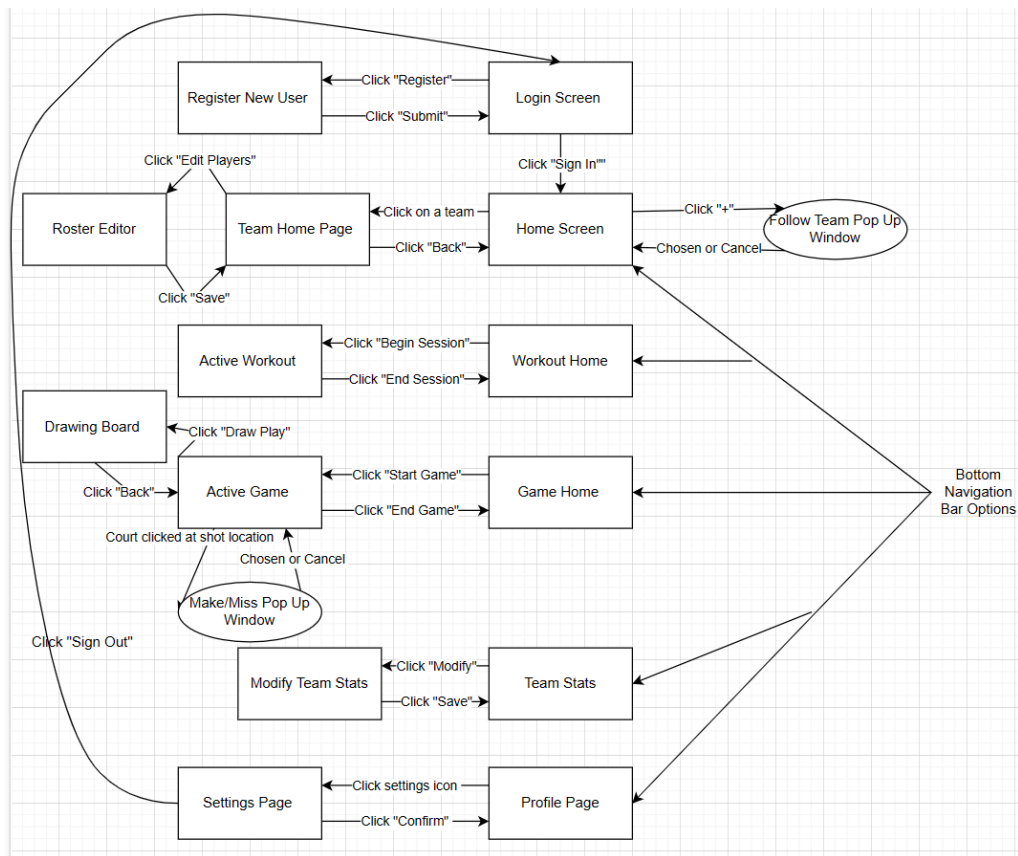 Click "Register"
Register New User
Login Screen
Click "Submit"
Click "Edit Players"
Click "Sign In""
Click "+"
Click on a team
Follow Team Pop Up
Window
Roster Editor
Team Home Page
Home Screen
Click "Back"
Chosen or Cancel
Click "Save"
Click "Begin Session"
Active Workout
Workout Home
Click "End Session"
Drawing Board
Click "Draw Play"
Click "Start Game"
Bottom
Navigation
Bar Options
Click "Back"
Active Game
Game Home
Click "End Game"
Court clicked at shot location
Chosen or Cancel
Make/Miss Pop Up
Window
Click "Sign Out"
Click "Modify"
Modify Team Stats
Team Stats
Click "Save"
Click settings icon
Settings Page
Profile Page
Click "Confirm"